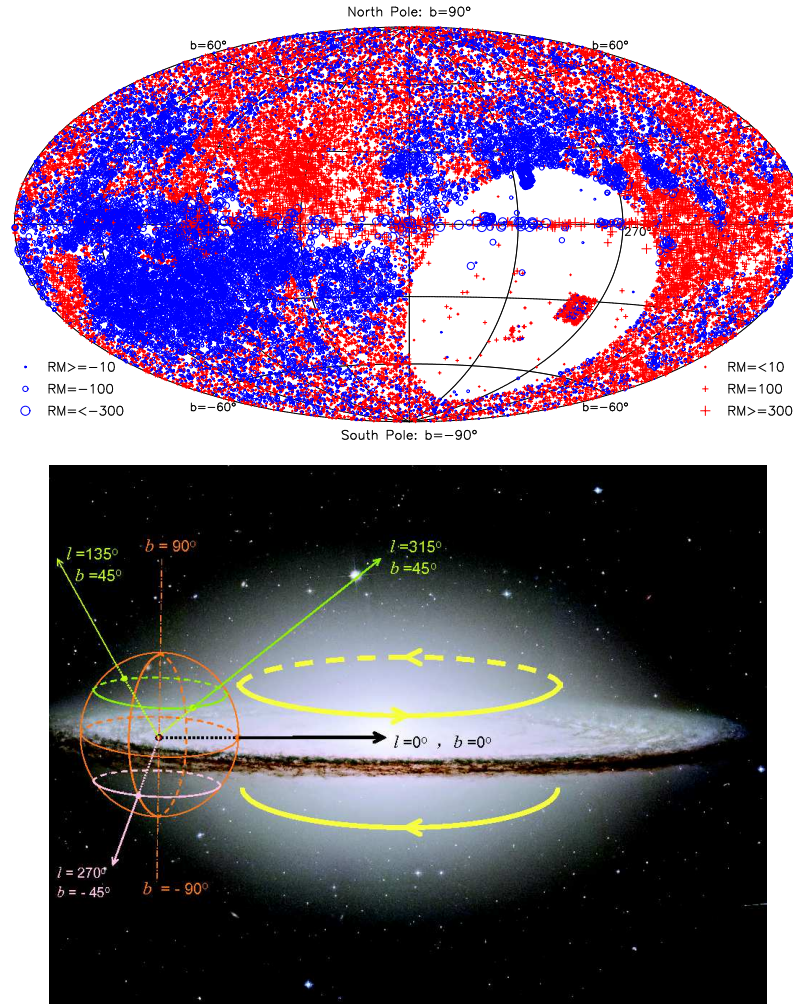 North Pole: b=90°
b=60°
b=60°
270°
RM>=-10
RM=-100
RM=<-300
RM=<10
RM=100
RM>=300
b=-60°
b=-60°
South Pole: b=-90°
l=135°
b=45°
b = 90°
l=315°
b=45°
l=0° , b=0°
l=270°
b = - 45°
b = - 90°